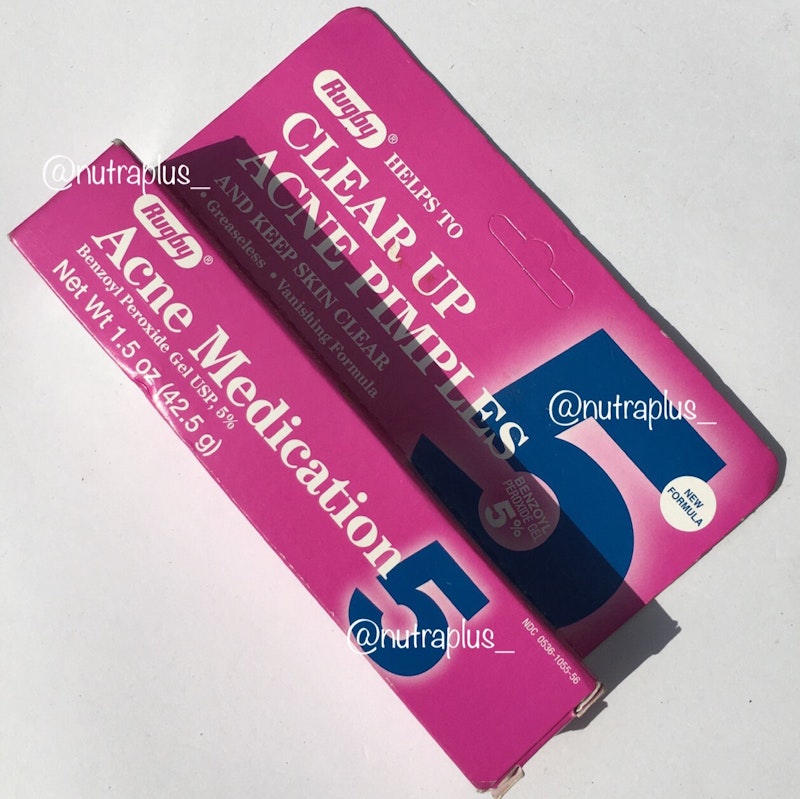 Rugby®
HELPS TO
CLEAR UP
ACNE PIMPLES
AND KEEP SKIN CLEAR
• Greaseless • Vanishing Formula
5
BENZOYL
PEROXIDE GEL
5%
NEW
FORMULA
@nutraplus_
@nutraplus_
Rugby®
Acne Medication 5
Benzoyl Peroxide Gel USP, 5%
Net Wt 1.5 oz (42.5 g)
NDC 0536-1055-56
@nutraplus_